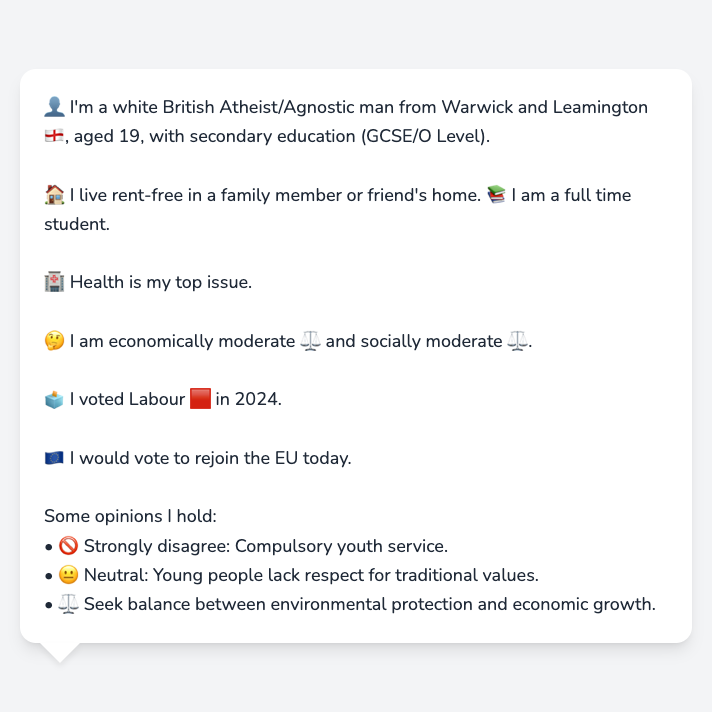 👤 I'm a white British Atheist/Agnostic man from Warwick and Leamington
🏴󠁧󠁢󠁥󠁮󠁧󠁿, aged 19, with secondary education (GCSE/O Level).
🏠 I live rent-free in a family member or friend's home. 📚 I am a full time
student.
🏥 Health is my top issue.
🤔 I am economically moderate ⚖️ and socially moderate ⚖️.
🗳️ I voted Labour 🟥 in 2024.
🇪🇺 I would vote to rejoin the EU today.
Some opinions I hold:
• 🚫 Strongly disagree: Compulsory youth service.
• 😐 Neutral: Young people lack respect for traditional values.
• ⚖️ Seek balance between environmental protection and economic growth.